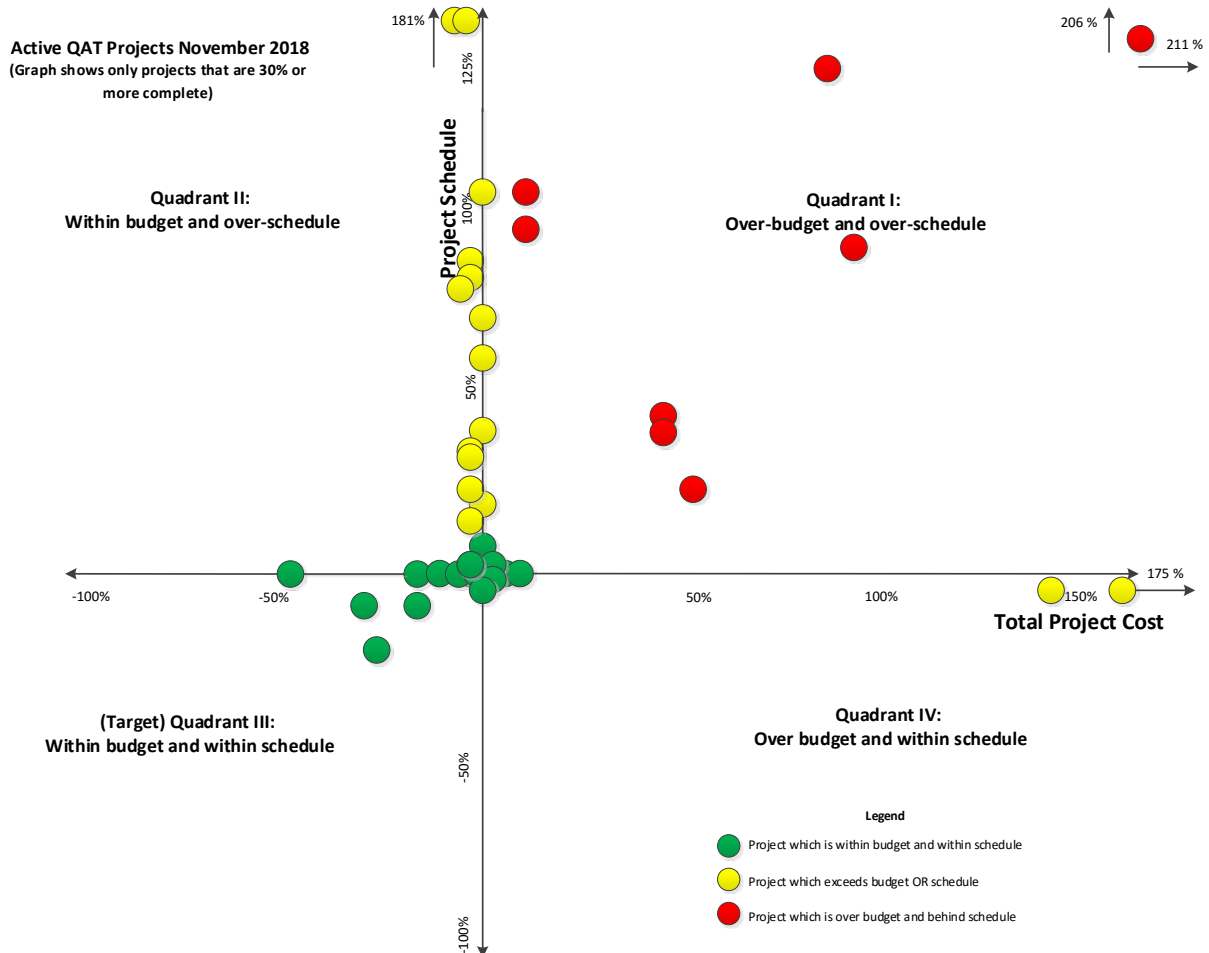 181%
206 %
211 %
Active QAT Projects November 2018
(Graph shows only projects that are 30% or
more complete)
125%
Project Schedule
100%
Quadrant II:
Within budget and over-schedule
Quadrant I:
Over-budget and over-schedule
50%
-100%
-50%
50%
100%
150%
175 %
Total Project Cost
(Target) Quadrant III:
Within budget and within schedule
Quadrant IV:
Over budget and within schedule
-50%
Legend
Project which is within budget and within schedule
Project which exceeds budget OR schedule
Project which is over budget and behind schedule
-100%